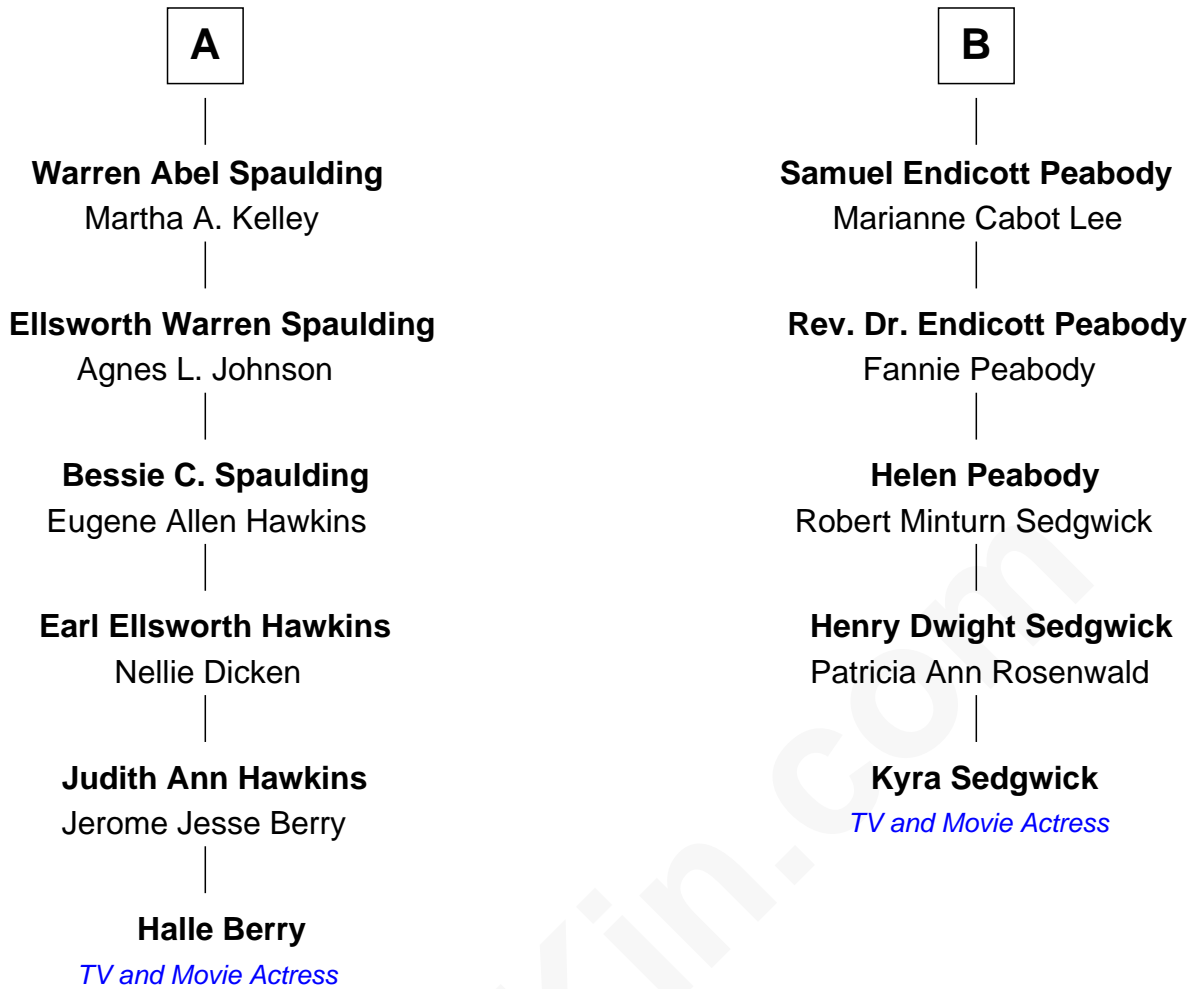 A
Warren Abel Spaulding
Martha A. Kelley
Ellsworth Warren Spaulding
Agnes L. Johnson
Bessie C. Spaulding
Eugene Allen Hawkins
Earl Ellsworth Hawkins
Nellie Dicken
Judith Ann Hawkins
Jerome Jesse Berry
Halle Berry
TV and Movie Actress
B
Samuel Endicott Peabody
Marianne Cabot Lee
Rev. Dr. Endicott Peabody
Fannie Peabody
Helen Peabody
Robert Minturn Sedgwick
Henry Dwight Sedgwick
Patricia Ann Rosenwald
Kyra Sedgwick
TV and Movie Actress
Kin.com